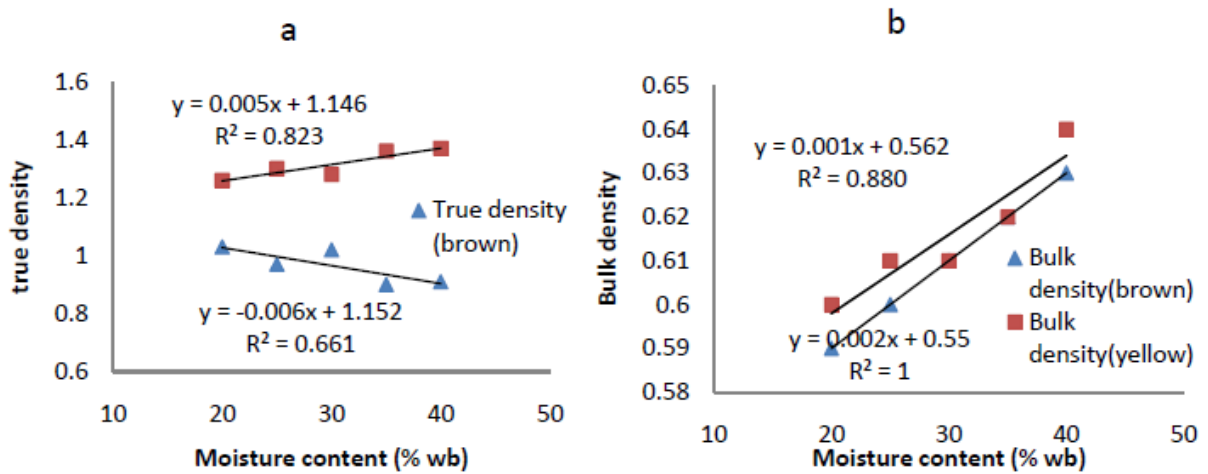 a
1.6
1.4
1.2
1
0.8
0.6
true density
y = 0.005x + 1.146
R² = 0.823
True density
(brown)
y = -0.006x + 1.152
R² = 0.661
10
20
30
40
50
Moisture content (% wb)
b
0.65
0.64
0.63
0.62
0.61
0.6
0.59
0.58
Bulk density
y = 0.001x + 0.562
R² = 0.880
Bulk
density(brown)
Bulk
density(yellow)
y = 0.002x + 0.55
R² = 1
10
20
30
40
50
Moisture content (% wb)